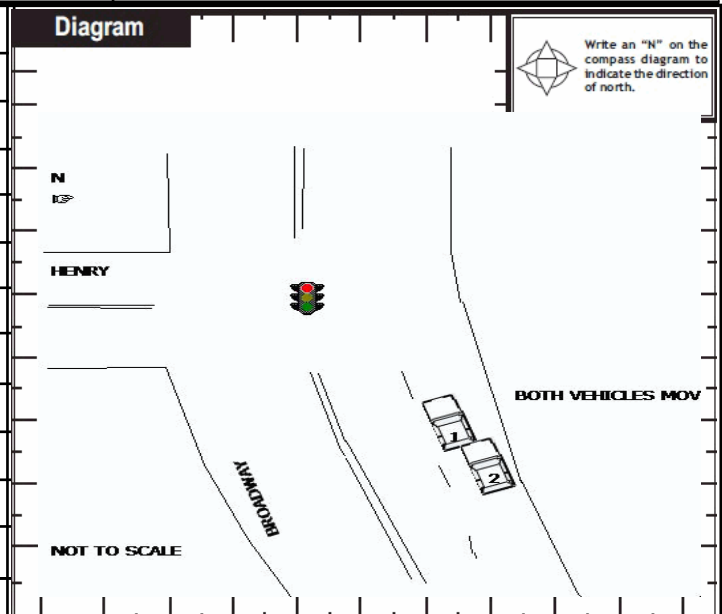 Diagram
Write an “N” on the
compass diagram to
indicate the direction
of north.
N
HENRY
BOTH VEHICLES MOV
1
2
BROADWAY
NOT TO SCALE